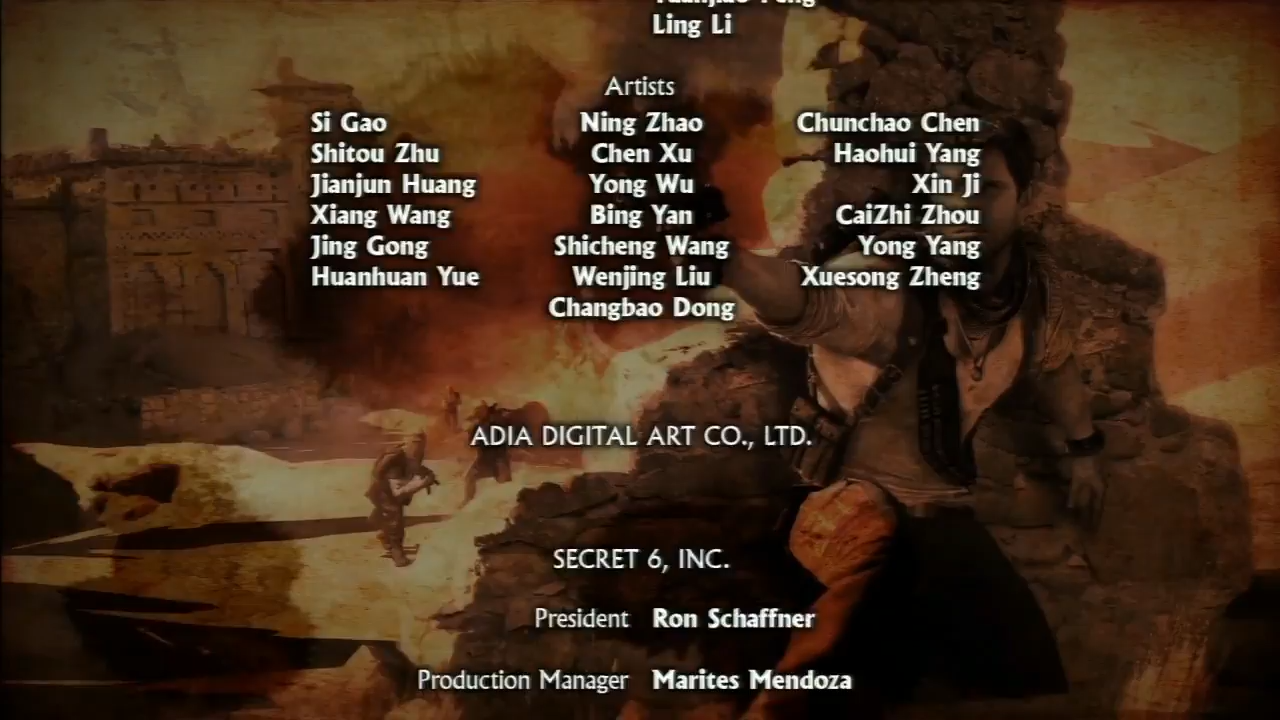 Ling Li
Artists
Si Gao Ning Zhao Chunchao Chen
Shitou Zhu Chen Xu Haohui Yang
Jianjun Huang Yong Wu Xin Ji
Xiang Wang Bing Yan CaiZhi Zhou
Jing Gong Shicheng Wang Yong Yang
Huanhuan Yue Wenjing Liu Xuesong Zheng
Changbao Dong
ADIA DIGITAL ART CO., LTD.
SECRET 6, INC.
President Ron Schaffner
Production Manager Marites Mendoza